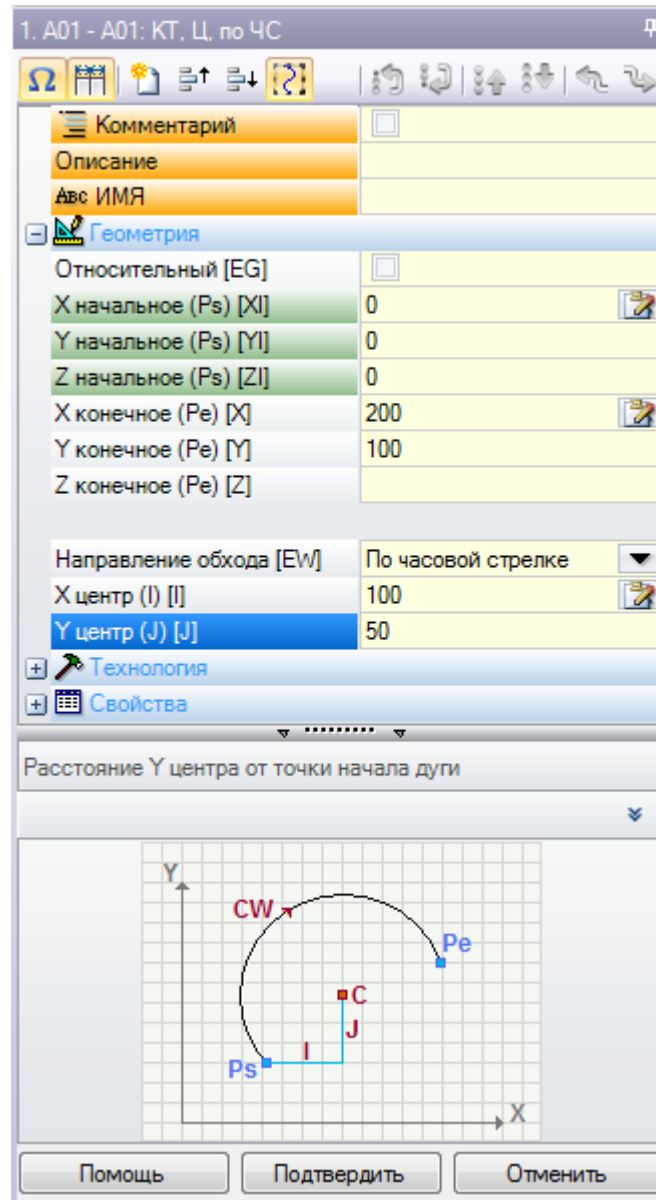 1. A01 - A01: КТ, Ц, по ЧС
Комментарий
Описание
Авс ИМЯ
Геометрия
Относительный [EG]
X начальное (Ps) [XI] 0
Y начальное (Ps) [YI] 0
Z начальное (Ps) [ZI] 0
X конечное (Pe) [X] 200
Y конечное (Pe) [Y] 100
Z конечное (Pe) [Z]
Направление обхода [EW] По часовой стрелке
X центр (I) [I] 100
Y центр (J) [J] 50
Технология
Свойства
Расстояние Y центра от точки начала дуги
Y
CW
Pe
C
J
I
Ps
X
Помощь Подтвердить Отменить